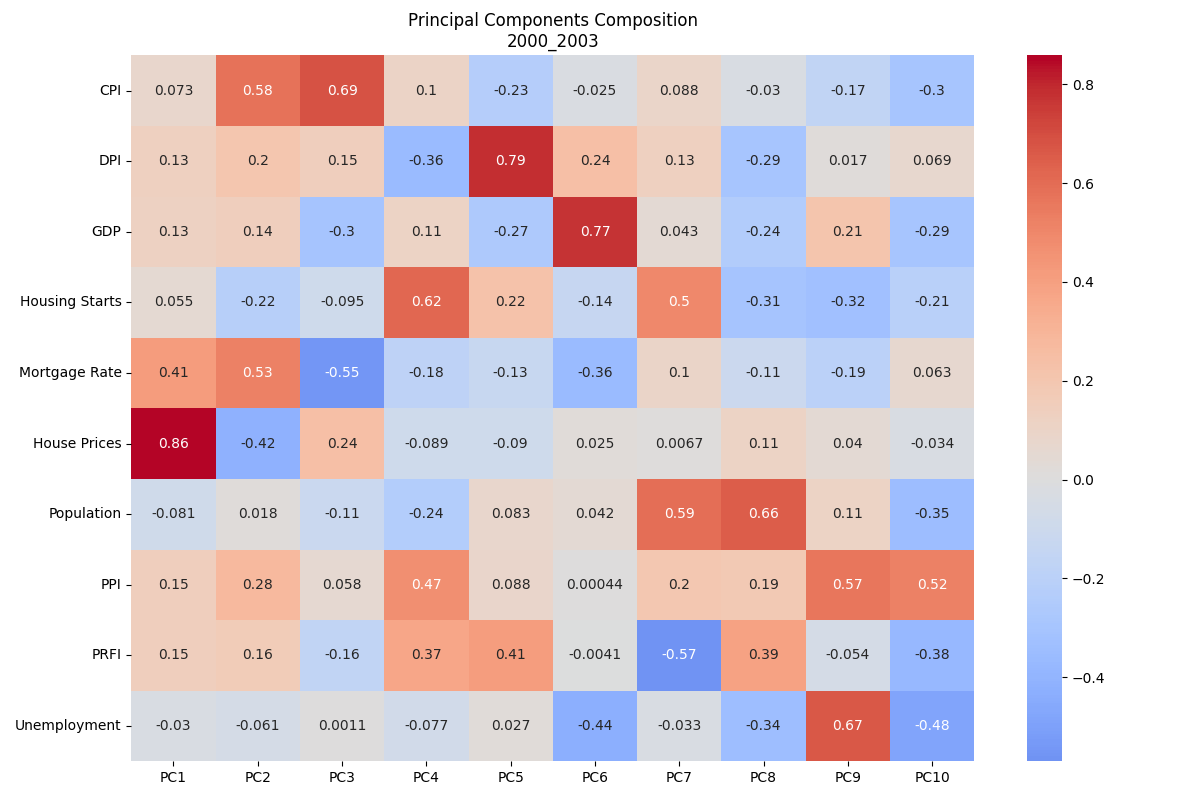 Principal Components Composition
2000_2003
CPI 0.073 0.58 0.69 0.1 -0.23 -0.025 0.088 -0.03 -0.17 -0.3
DPI 0.13 0.2 0.15 -0.36 0.79 0.24 0.13 -0.29 0.017 0.069
GDP 0.13 0.14 -0.3 0.11 -0.27 0.77 0.043 -0.24 0.21 -0.29
Housing Starts 0.055 -0.22 -0.095 0.62 0.22 -0.14 0.5 -0.31 -0.32 -0.21
Mortgage Rate 0.41 0.53 -0.55 -0.18 -0.13 -0.36 0.1 -0.11 -0.19 0.063
House Prices 0.86 -0.42 0.24 -0.089 -0.09 0.025 0.0067 0.11 0.04 -0.034
Population -0.081 0.018 -0.11 -0.24 0.083 0.042 0.59 0.66 0.11 -0.35
PPI 0.15 0.28 0.058 0.47 0.088 0.00044 0.2 0.19 0.57 0.52
PRFI 0.15 0.16 -0.16 0.37 0.41 -0.0041 -0.57 0.39 -0.054 -0.38
Unemployment -0.03 -0.061 0.0011 -0.077 0.027 -0.44 -0.033 -0.34 0.67 -0.48
PC1 PC2 PC3 PC4 PC5 PC6 PC7 PC8 PC9 PC10
0.8
0.6
0.4
0.2
0.0
−0.2
−0.4